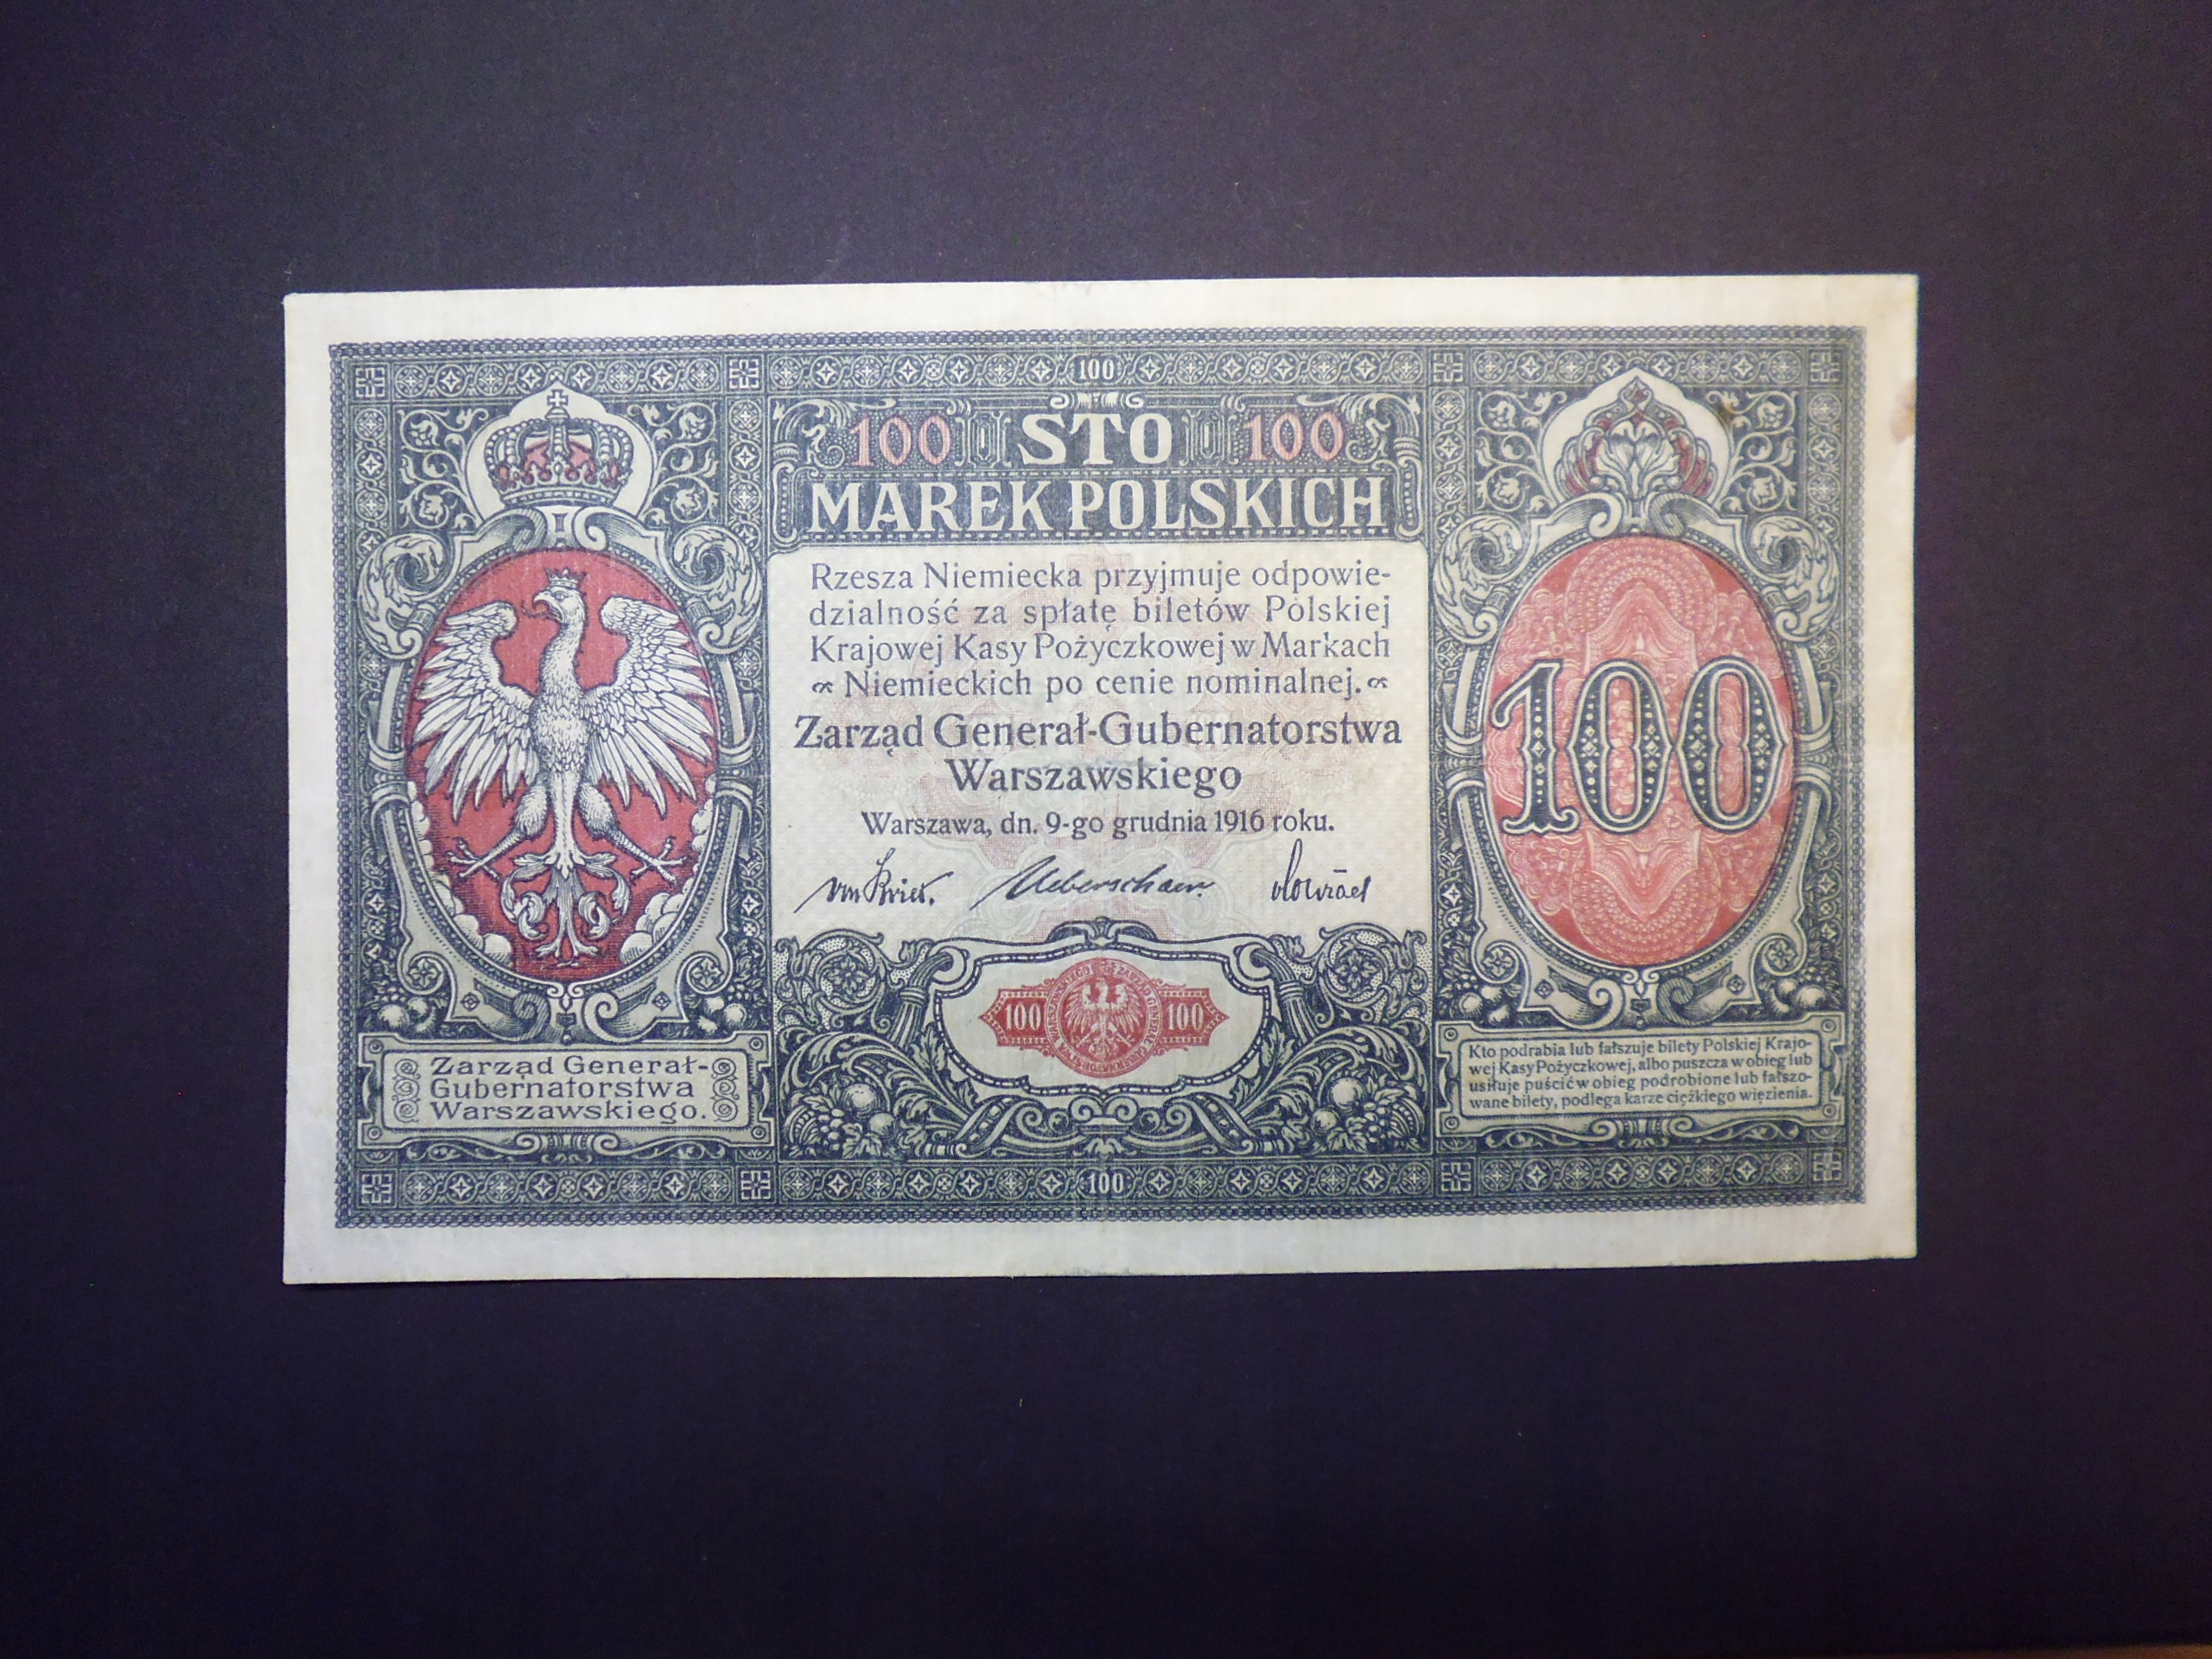 100
100 STO 100
MAREK POLSKICH
Rzesza Niemiecka przyjmuje odpowie-
dzialność za spłatę biletów Polskiej
Krajowej Kasy Pożyczkowej w Markach
Niemieckich po cenie nominalnej.
Zarząd Generał-Gubernatorstwa
Warszawskiego
Warszawa, dn. 9-go grudnia 1916 roku.
von Kries. Ueberschaer.
100
100 100
Zarząd Generał-
Gubernatorstwa
Warszawskiego.
Kto podrabia lub fałszuje bilety Polskiej Krajo-
wej Kasy Pożyczkowej, albo puszcza w obieg lub
usiłuje puścić w obieg podrobione lub fałszo-
wane bilety, podlega karze ciężkiego więzienia.
100